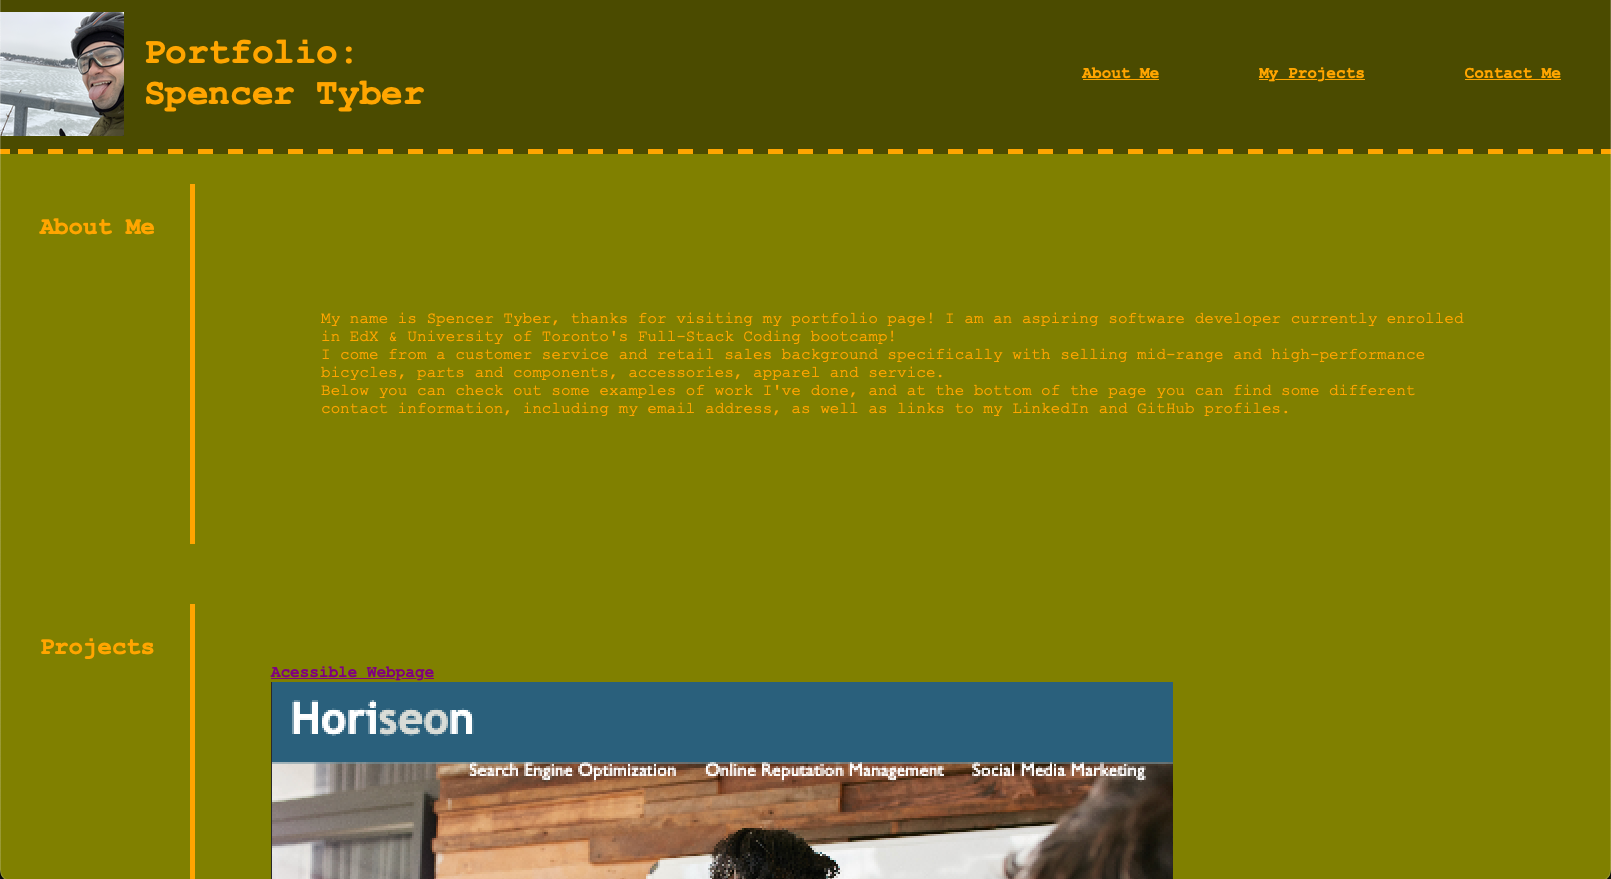 Portfolio:
Spencer Tyber
About Me
My Projects
Contact Me
About Me
My name is Spencer Tyber, thanks for visiting my portfolio page! I am an aspiring software developer currently enrolled
in EdX & University of Toronto's Full-Stack Coding bootcamp!
I come from a customer service and retail sales background specifically with selling mid-range and high-performance
bicycles, parts and components, accessories, apparel and service.
Below you can check out some examples of work I've done, and at the bottom of the page you can find some different
contact information, including my email address, as well as links to my LinkedIn and GitHub profiles.
Projects
Acessible Webpage
Horiseon
Search Engine Optimization
Online Reputation Management
Social Media Marketing